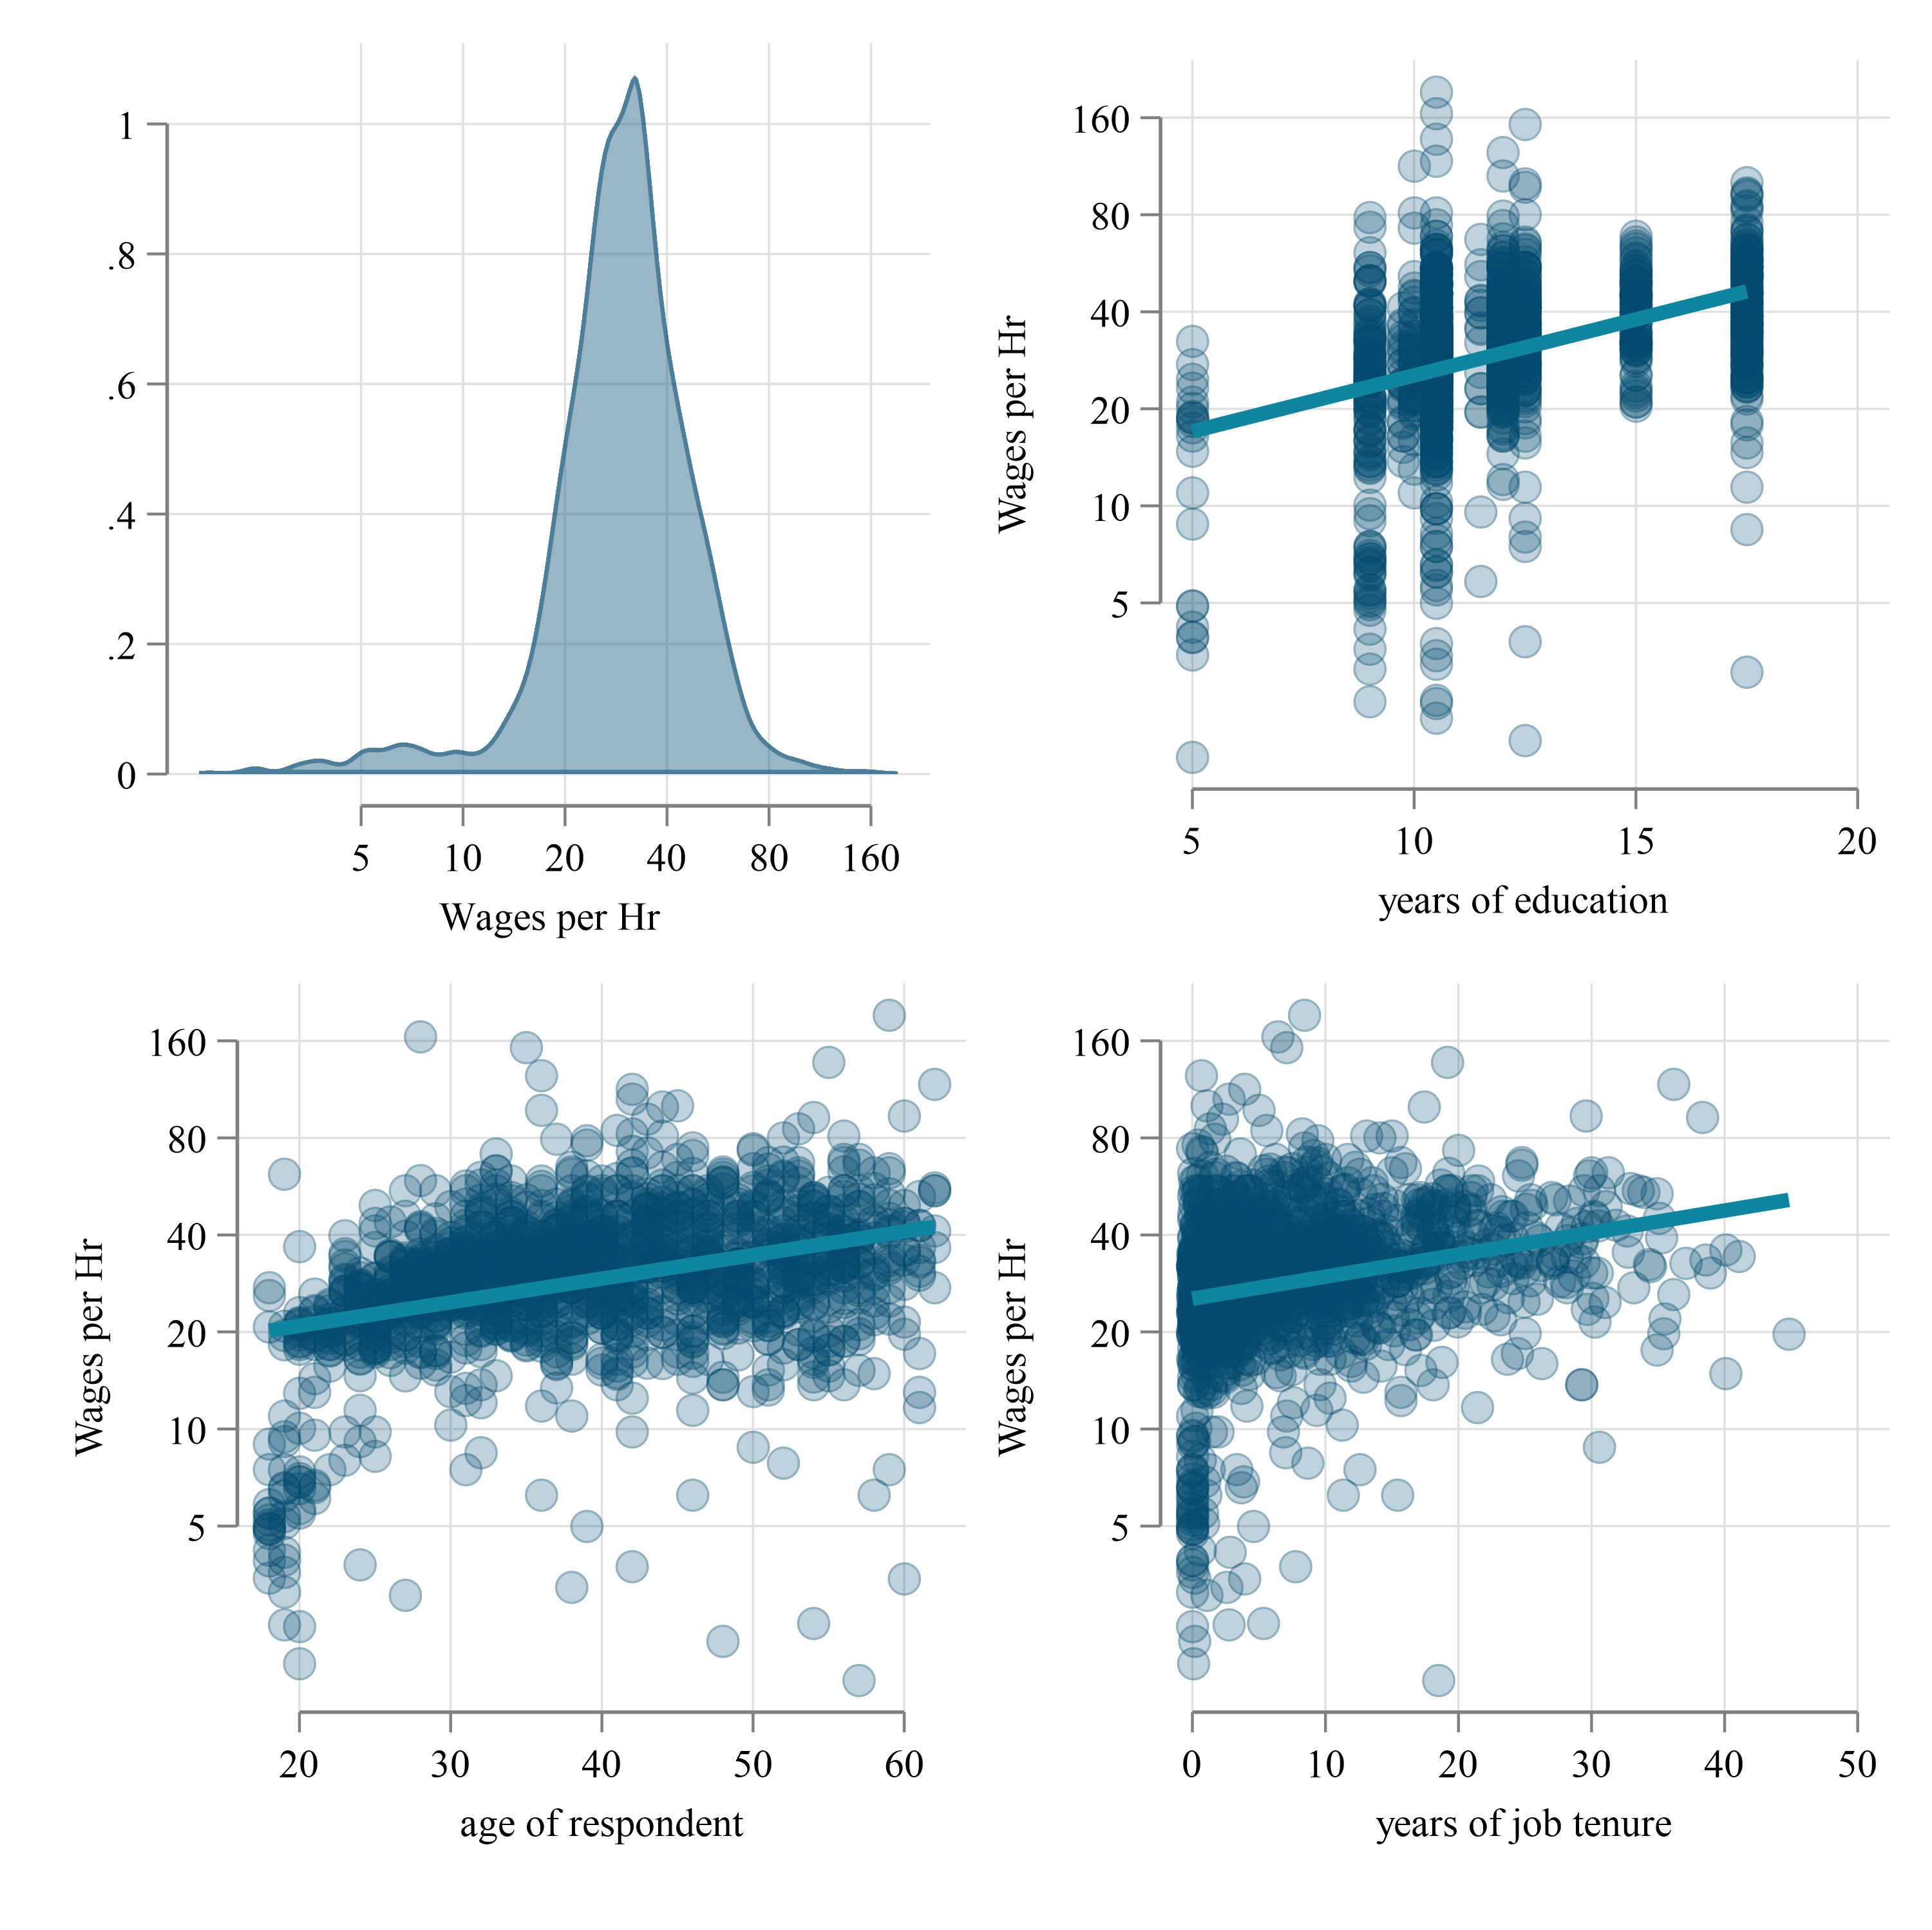 1
.8
.6
.4
.2
0
5 10 20 40 80 160
Wages per Hr
160
80
40
20
10
5
Wages per Hr
5 10 15 20
years of education
160
80
40
20
10
5
Wages per Hr
20 30 40 50 60
age of respondent
160
80
40
20
10
5
Wages per Hr
0 10 20 30 40 50
years of job tenure